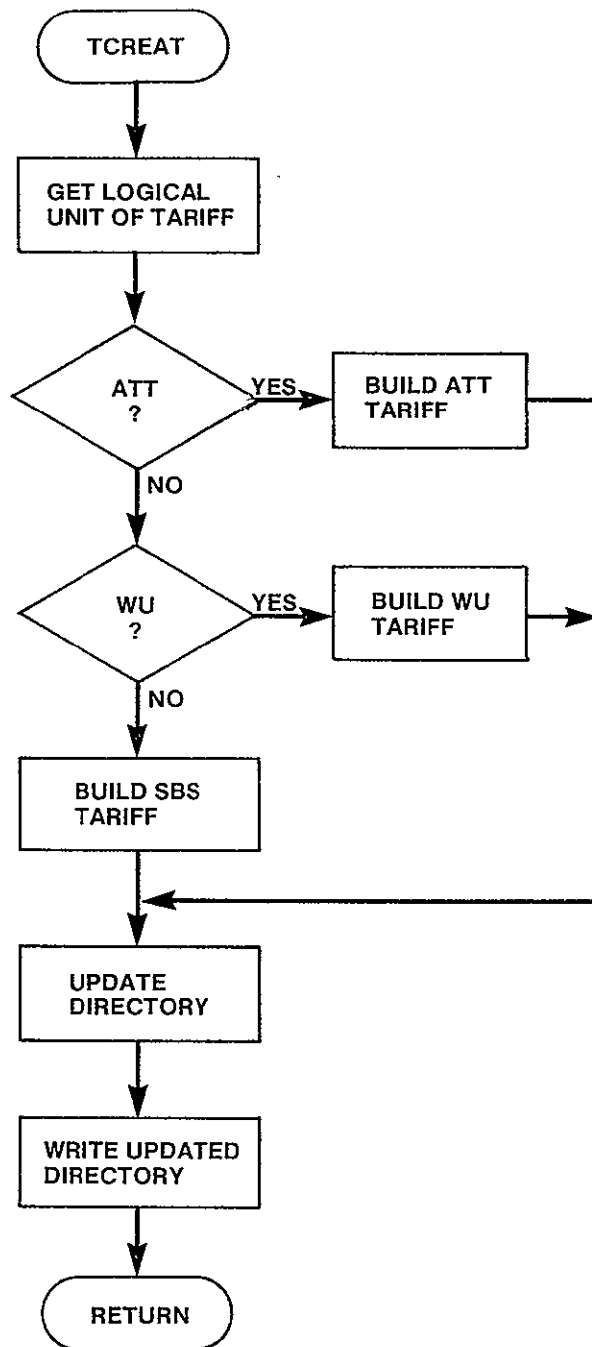 TCREAT
GET LOGICAL
UNIT OF TARIFF
ATT
?
YES
BUILD ATT
TARIFF
NO
WU
?
YES
BUILD WU
TARIFF
NO
BUILD SBS
TARIFF
UPDATE
DIRECTORY
WRITE UPDATED
DIRECTORY
RETURN